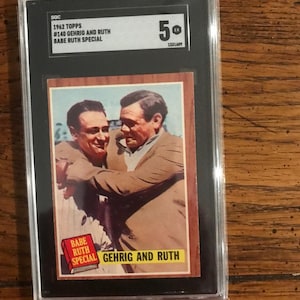 1962 TOPPS
#140 GEHRIG AND RUTH
BABE RUTH SPECIAL
5
EX
BABE
RUTH
SPECIAL
GEHRIG AND RUTH